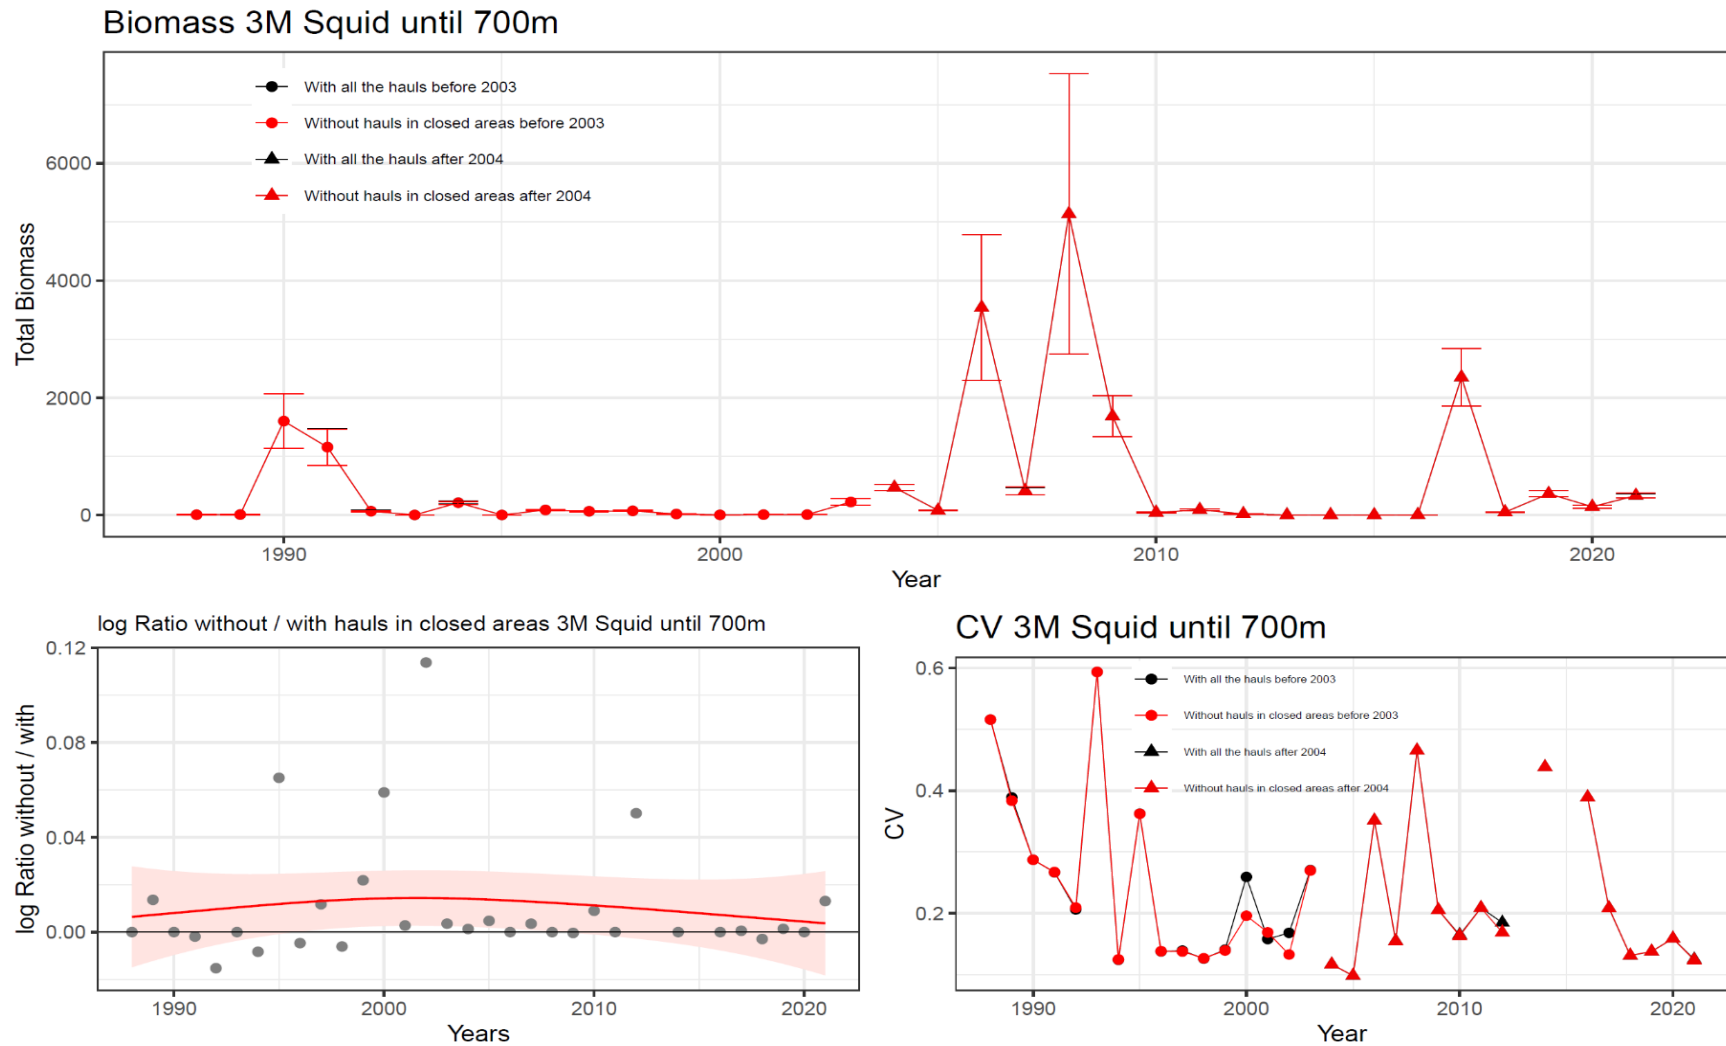 Biomass 3M Squid until 700m
With all the hauls before 2003
Without hauls in closed areas before 2003
With all the hauls after 2004
Without hauls in closed areas after 2004
Total Biomass
6000
4000
2000
0
1990
2000
2010
2020
Year
log Ratio without / with hauls in closed areas 3M Squid until 700m
log Ratio without / with
0.12
0.08
0.04
0.00
1990
2000
2010
2020
Years
CV 3M Squid until 700m
With all the hauls before 2003
Without hauls in closed areas before 2003
With all the hauls after 2004
Without hauls in closed areas after 2004
CV
0.6
0.4
0.2
1990
2000
2010
2020
Year